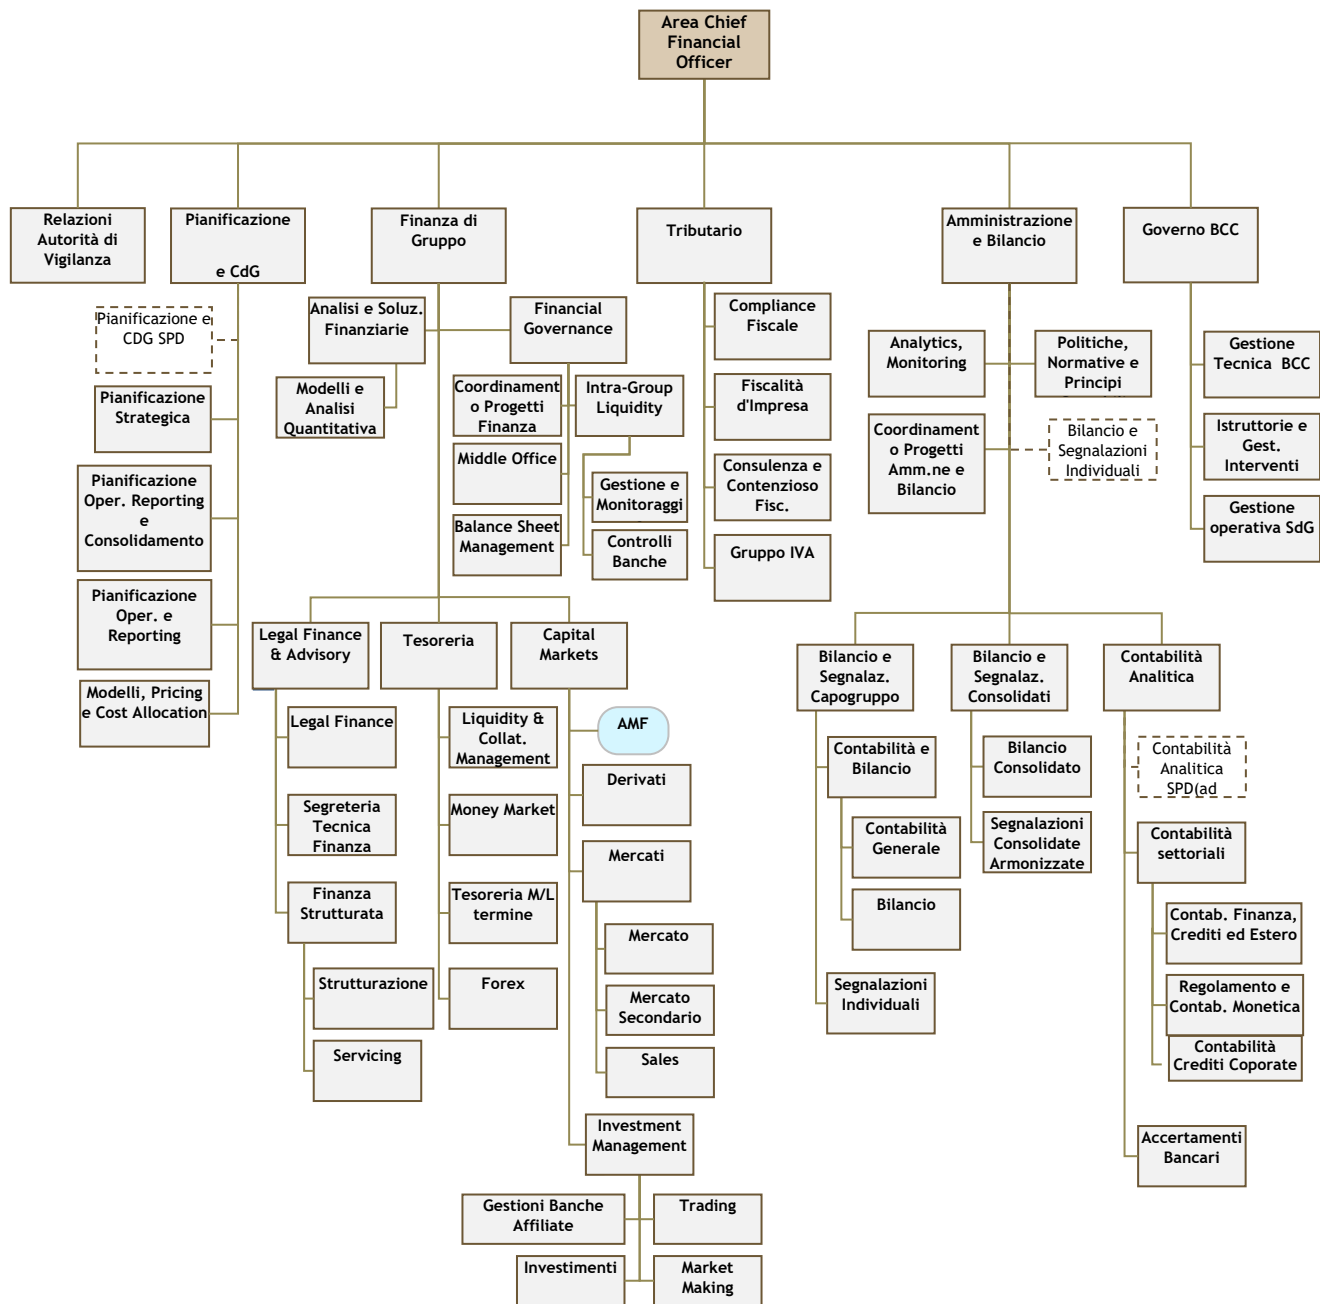 Area Chief
Financial
Officer
Relazioni
Autorità di
Vigilanza
Pianificazione
e CdG
Finanza di
Gruppo
Tributario
Amministrazione
e Bilancio
Governo BCC
Pianificazione e
CDG SPD
Pianificazione
Strategica
Pianificazione
Oper. Reporting
e
Consolidamento
Pianificazione
Oper. e
Reporting
Modelli, Pricing
e Cost Allocation
Analisi e Soluz.
Finanziarie
Modelli e
Analisi
Quantitativa
Financial
Governance
Coordinament
o Progetti
Finanza
Intra-Group
Liquidity
Middle Office
Gestione e
Monitoraggi
Balance Sheet
Management
Controlli
Banche
Compliance
Fiscale
Fiscalità
d'Impresa
Consulenza e
Contenzioso
Fisc.
Gruppo IVA
Analytics,
Monitoring
Politiche,
Normative e
Principi
Coordinament
o Progetti
Amm.ne e
Bilancio
Bilancio e
Segnalazioni
Individuali
Gestione
Tecnica BCC
Istruttorie e
Gest.
Interventi
Gestione
operativa SdG
Legal Finance
& Advisory
Tesoreria
Capital
Markets
Legal Finance
Segreteria
Tecnica
Finanza
Finanza
Strutturata
Strutturazione
Servicing
Liquidity &
Collat.
Management
Money Market
Tesoreria M/L
termine
Forex
AMF
Derivati
Mercati
Mercato
Mercato
Secondario
Sales
Investment
Management
Gestioni Banche
Affiliate
Trading
Investimenti
Market
Making
Bilancio e
Segnalaz.
Capogruppo
Bilancio e
Segnalaz.
Consolidati
Contabilità
Analitica
Contabilità e
Bilancio
Contabilità
Generale
Bilancio
Segnalazioni
Individuali
Bilancio
Consolidato
Segnalazioni
Consolidate
Armonizzate
Contabilità
Analitica
SPD(ad
Contabilità
settoriali
Contab. Finanza,
Crediti ed Estero
Regolamento e
Contab. Monetica
Contabilità
Crediti Coporate
Accertamenti
Bancari